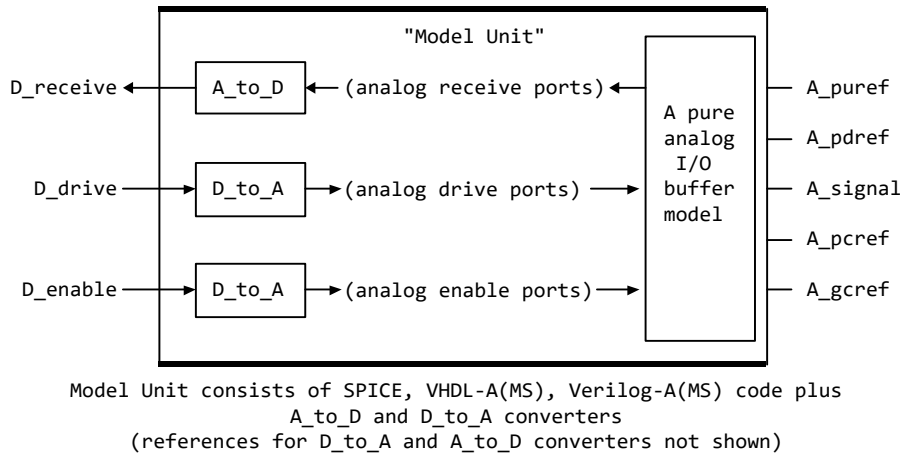 "Model Unit"
D_receive
A_to_D
(analog receive ports)
A pure
analog
I/O
buffer
model
A_puref
A_pdref
D_drive
D_to_A
(analog drive ports)
A_signal
A_pcref
D_enable
D_to_A
(analog enable ports)
A_gcref
Model Unit consists of SPICE, VHDL-A(MS), Verilog-A(MS) code plus
A_to_D and D_to_A converters
(references for D_to_A and A_to_D converters not shown)